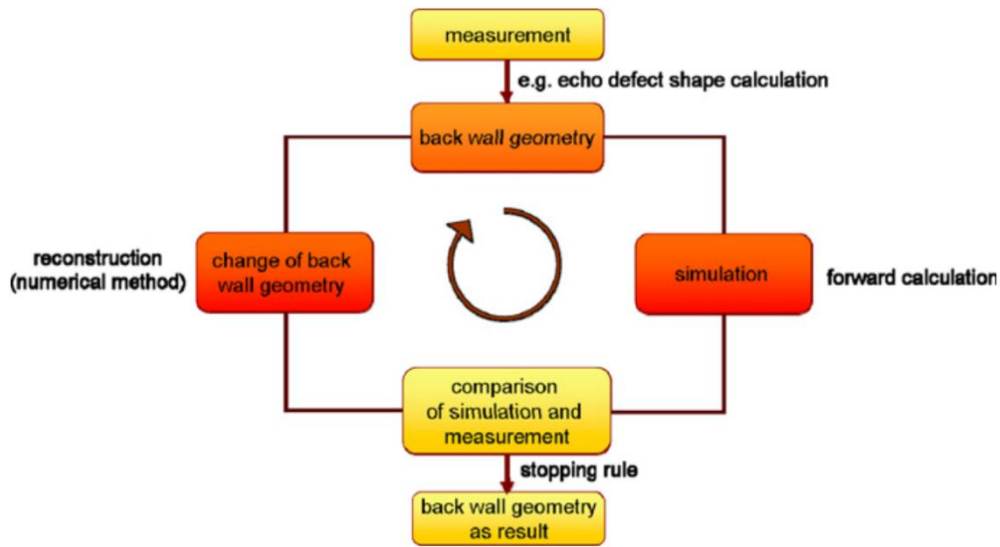 measurement
e.g. echo defect shape calculation
back wall geometry
reconstruction
(numerical method)
change of back
wall geometry
simulation
forward calculation
comparison
of simulation and
measurement
stopping rule
back wall geometry
as result